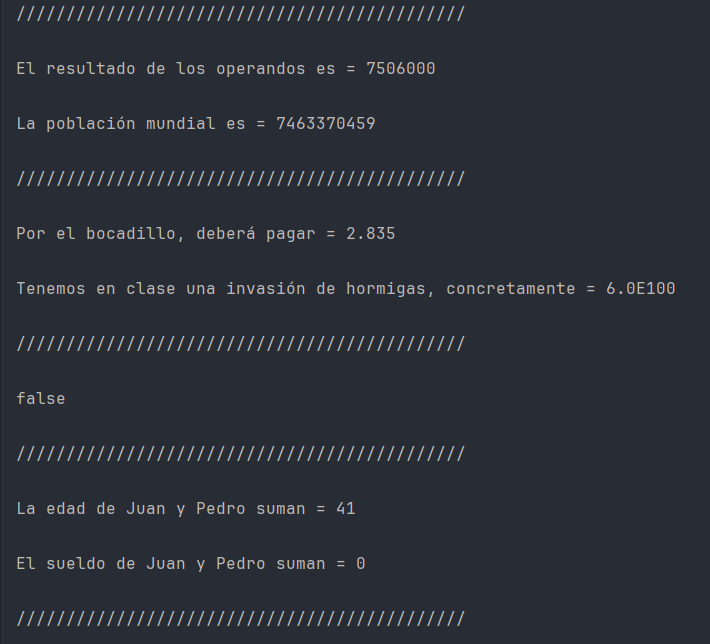 /////////////////////////////////////////////
El resultado de los operandos es = 7506000
La población mundial es = 7463370459
/////////////////////////////////////////////
Por el bocadillo, deberá pagar = 2.835
Tenemos en clase una invasión de hormigas, concretamente = 6.0E100
/////////////////////////////////////////////
false
/////////////////////////////////////////////
La edad de Juan y Pedro suman = 41
El sueldo de Juan y Pedro suman = 0
/////////////////////////////////////////////